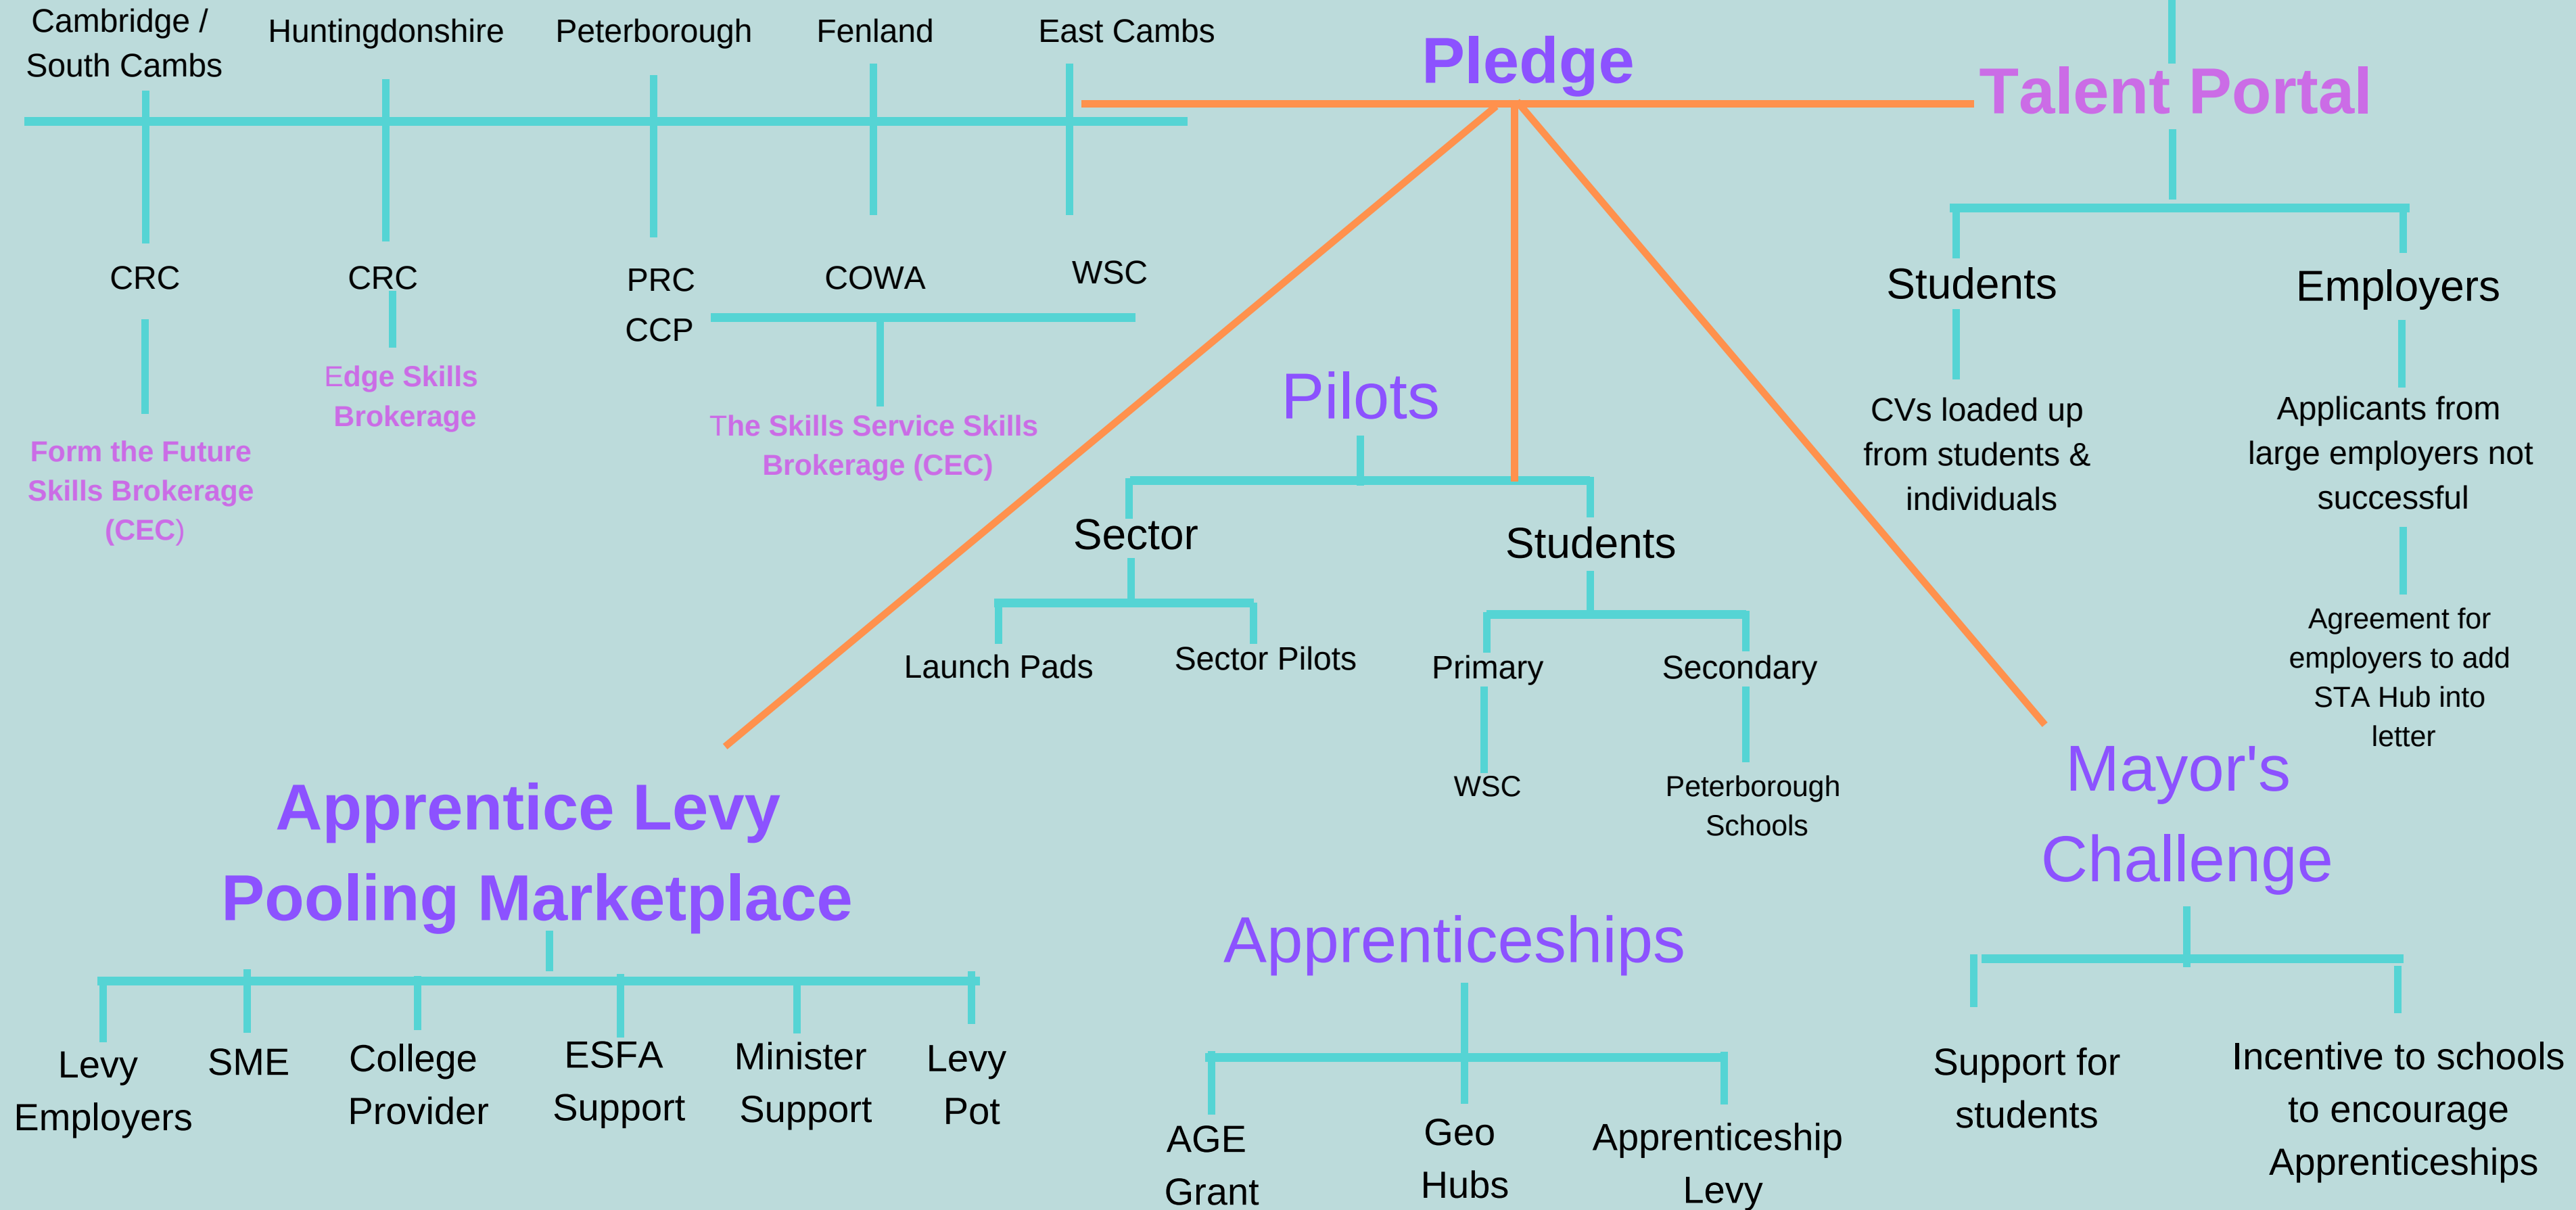 Cambridge /
South Cambs
Huntingdonshire
Peterborough
Fenland
East Cambs
CRC
CRC
PRC
CCP
COWA
WSC
Form the Future
Skills Brokerage
(CEC)
Edge Skills
Brokerage
The Skills Service Skills
Brokerage (CEC)
Pledge
Talent Portal
Students
Employers
CVs loaded up
from students &
individuals
Applicants from
large employers not
successful
Agreement for
employers to add
STA Hub into
letter
Pilots
Sector
Students
Launch Pads
Sector Pilots
Primary
Secondary
WSC
Peterborough
Schools
Apprentice Levy
Pooling Marketplace
Levy
Employers
SME
College
Provider
ESFA
Support
Minister
Support
Levy
Pot
Apprenticeships
AGE
Grant
Geo
Hubs
Apprenticeship
Levy
Mayor's
Challenge
Support for
students
Incentive to schools
to encourage
Apprenticeships